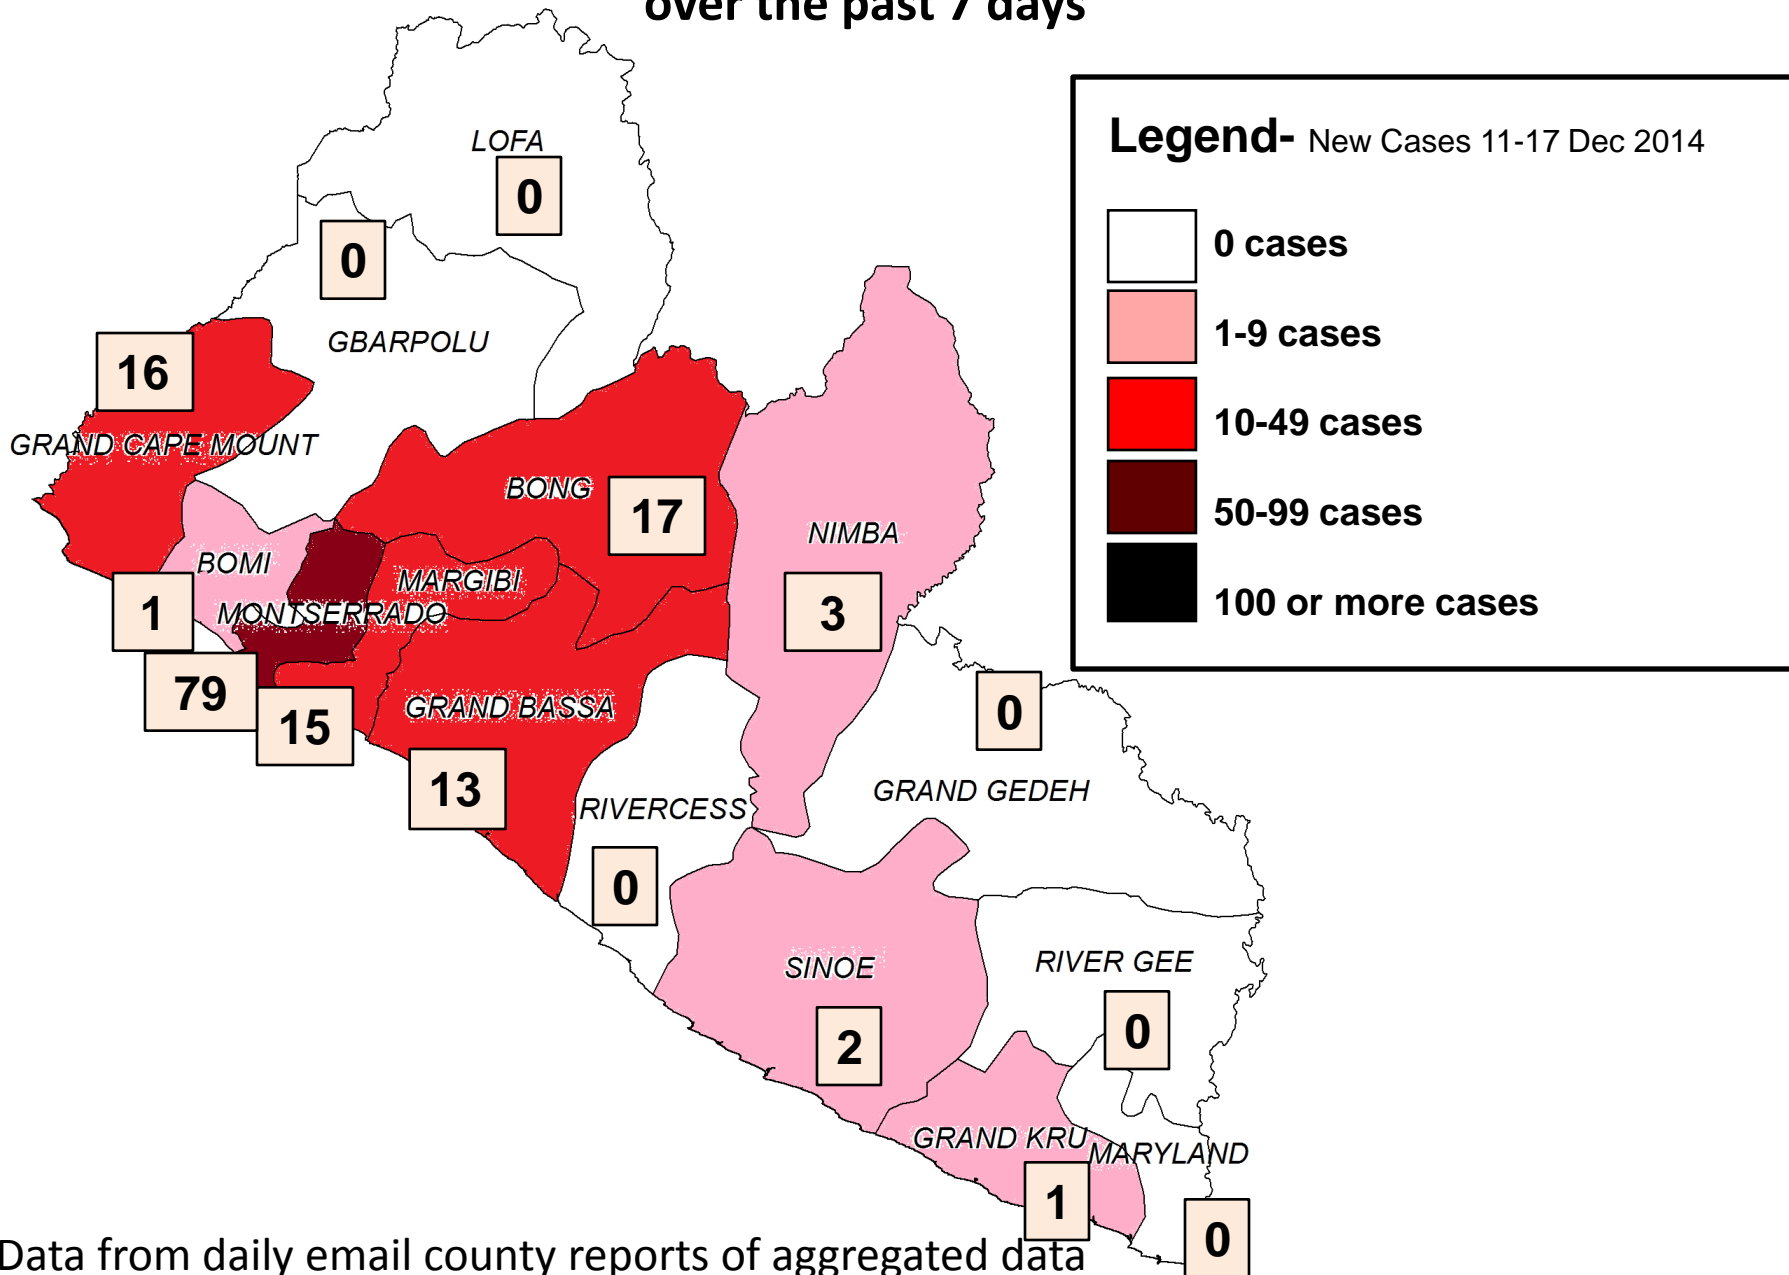 over the past 7 days
Legend- New Cases 11-17 Dec 2014
0 cases
1-9 cases
10-49 cases
50-99 cases
100 or more cases
LOFA
0
0
GBARPOLU
16
GRAND CAPE MOUNT
BONG
17
NIMBA
3
BOMI
MARGIBI
1
MONTSERRADO
79
15
GRAND BASSA
13
RIVERCESS
0
0
GRAND GEDEH
SINOE
2
RIVER GEE
0
GRAND KRU
1
MARYLAND
0
Data from daily email county reports of aggregated data